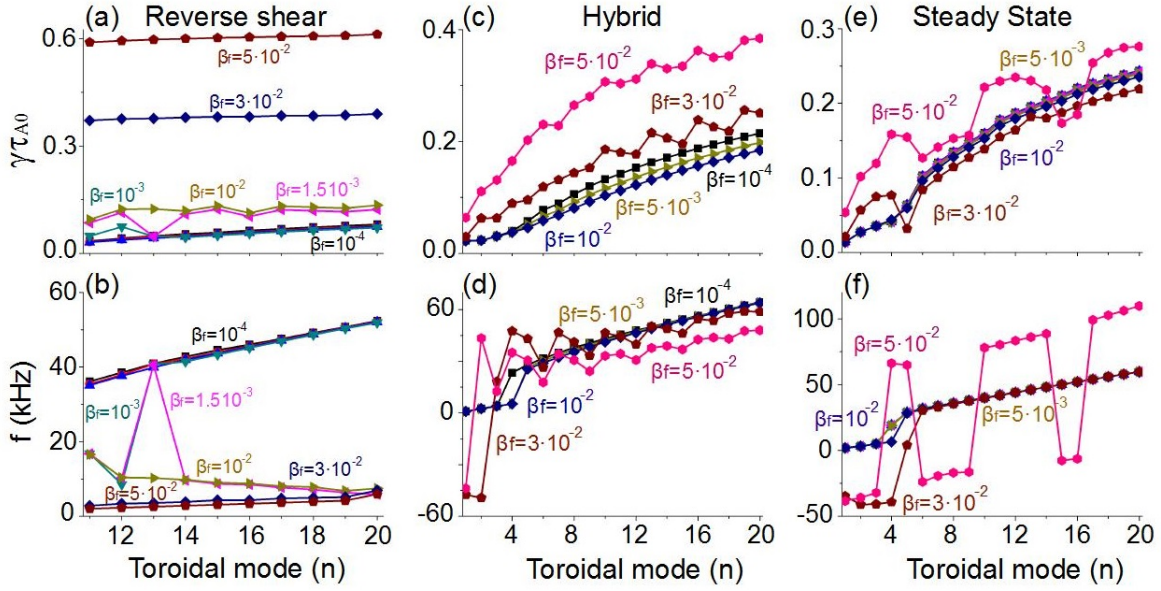 (a) Reverse shear
0.6
0.3
0.0
γτA0
βf=5·10-2
βf=3·10-2
βf=10-3
βf=10-2
βf=1.510-3
βf=10-4
(b)
60
40
20
0
f (kHz)
βf=10-4
βf=10-3
βf=1.510-3
βf=10-2
βf=3·10-2
βf=5·10-2
12 14 16 18 20
Toroidal mode (n)
(c) Hybrid
0.4
0.2
0
βf=5·10-2
βf=3·10-2
βf=10-4
βf=5·10-3
βf=10-2
(d)
60
0
-60
βf=5·10-3
βf=10-4
βf=5·10-2
βf=10-2
βf=3·10-2
4 8 12 16 20
Toroidal mode (n)
(e) Steady State
0.3
0.2
0.1
0.0
βf=5·10-3
βf=5·10-2
βf=10-2
βf=3·10-2
(f)
100
50
0
-50
βf=5·10-2
βf=10-2
βf=5·10-3
βf=3·10-2
4 8 12 16 20
Toroidal mode (n)